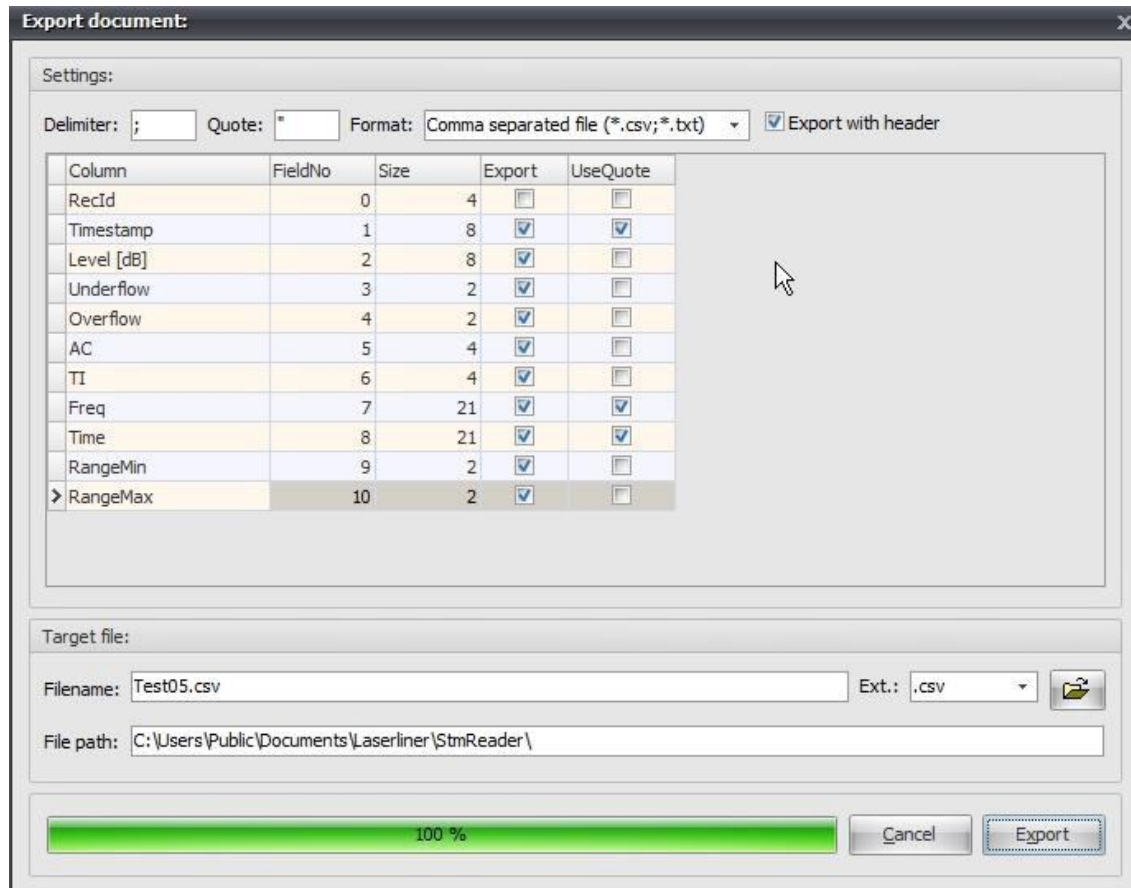 Export document: x
Settings:
Delimiter: ; Quote: " Format: Comma separated file (*.csv;*.txt) Export with header
Column FieldNo Size Export UseQuote
RecId 0 4
Timestamp 1 8
Level [dB] 2 8
Underflow 3 2
Overflow 4 2
AC 5 4
TI 6 4
Freq 7 21
Time 8 21
RangeMin 9 2
RangeMax 10 2
Target file:
Filename: Test05.csv Ext.: .csv
File path: C:\Users\Public\Documents\Laserliner\StmReader\
100 % Cancel Export